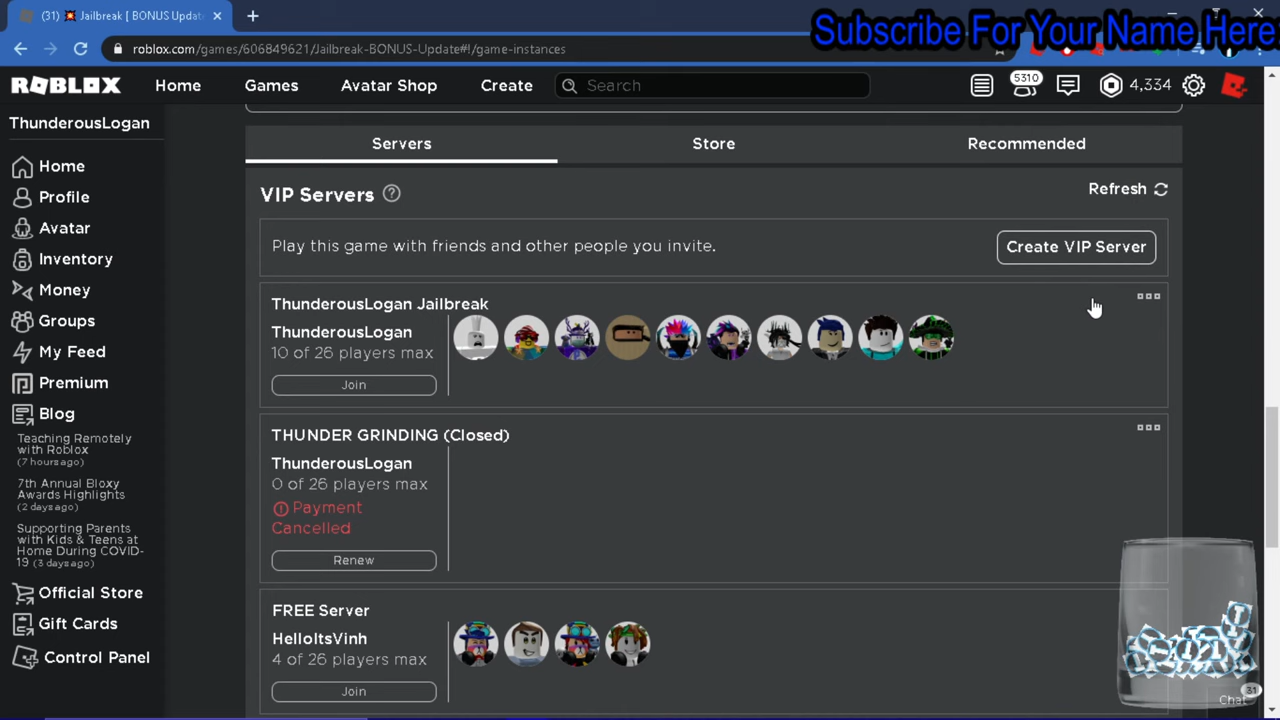 (31) 💥 Jailbreak [ BONUS Updat
Subscribe For Your Name Here
roblox.com/games/606849621/Jailbreak-BONUS-Update#!/game-instances
ROBLOX
Home
Games
Avatar Shop
Create
Search
5310
4,334
ThunderousLogan
Home
Profile
Avatar
Inventory
Money
Groups
My Feed
Premium
Blog
Teaching Remotely
with Roblox
(7 hours ago)
7th Annual Bloxy
Awards Highlights
(2 days ago)
Supporting Parents
with Kids & Teens at
Home During COVID-
19 (3 days ago)
Official Store
Gift Cards
Control Panel
Servers
Store
Recommended
VIP Servers
Refresh
Play this game with friends and other people you invite.
Create VIP Server
ThunderousLogan Jailbreak
ThunderousLogan
10 of 26 players max
Join
THUNDER GRINDING (Closed)
ThunderousLogan
0 of 26 players max
Payment
Cancelled
Renew
FREE Server
HelloItsVinh
4 of 26 players max
Join
Chat
31